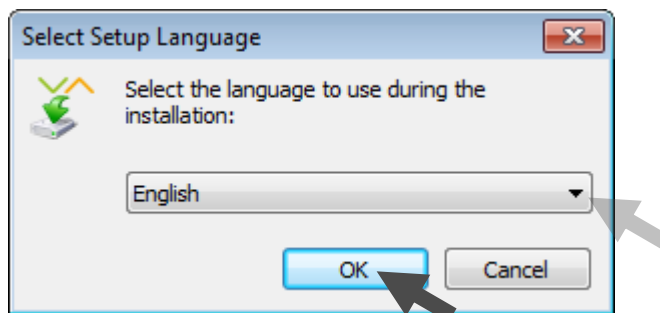 Select Setup Language
Select the language to use during the
installation:
English
OK
Cancel